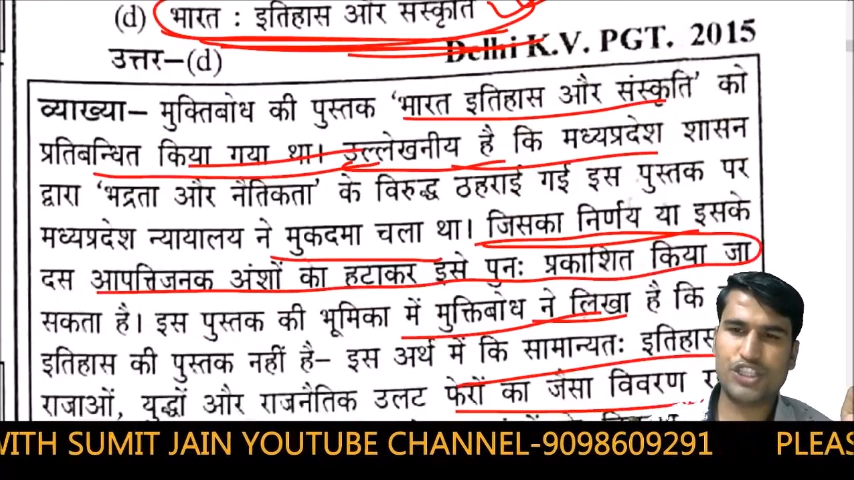 (d) भारत : इतिहास और संस्कृति
उत्तर–(d)
Delhi K.V. PGT. 2015
व्याख्या– मुक्तिबोध की पुस्तक 'भारत इतिहास और संस्कृति' को
प्रतिबन्धित किया गया था। उल्लेखनीय है कि मध्यप्रदेश शासन
द्वारा 'भद्रता और नैतिकता' के विरुद्ध ठहराई गई इस पुस्तक पर
मध्यप्रदेश न्यायालय ने मुकदमा चला था। जिसका निर्णय या इसके
दस आपत्तिजनक अंशों का हटाकर इसे पुनः प्रकाशित किया जा
सकता है। इस पुस्तक की भूमिका में मुक्तिबोध ने लिखा है कि
इतिहास की पुस्तक नहीं है– इस अर्थ में कि सामान्यतः इतिहास
राजाओं, युद्धों और राजनैतिक उलट फेरों का जैसा विवरण
WITH SUMIT JAIN YOUTUBE CHANNEL-9098609291 PLEAS